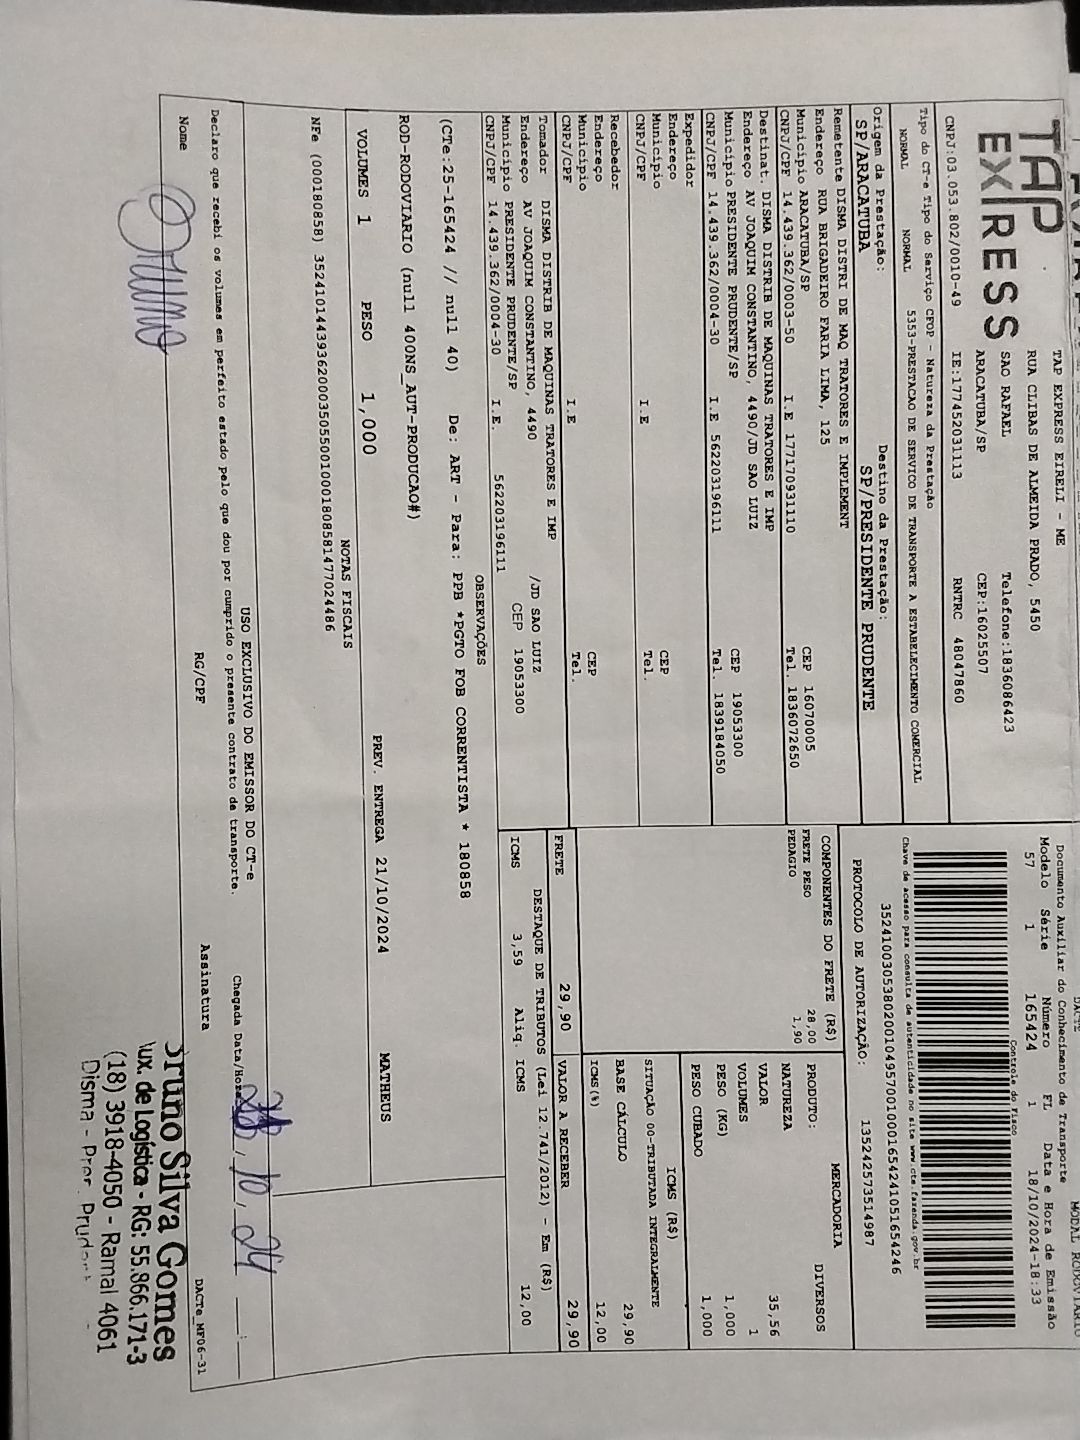 TAP
EXPRESS
TAP EXPRESS EIRELI - ME
RUA CLIBAS DE ALMEIDA PRADO, 5450
SAO RAFAEL Telefone:1836086423
ARACATUBA/SP CEP:16025507
CNPJ:03.053.802/0010-49 IE:177452031113 RNTRC 48047860
Tipo do CT-e Tipo do Serviço CFOP - Natureza da Prestação
NORMAL NORMAL 5353-PRESTACAO DE SERVICO DE TRANSPORTE A ESTABELECIMENTO COMERCIAL
Origem da Prestação: Destino da Prestação:
SP/ARACATUBA SP/PRESIDENTE PRUDENTE
Remetente DISMA DISTRI DE MAQ TRATORES E IMPLEMENT
Endereço RUA BRIGADEIRO FARIA LIMA, 125
Municipio ARACATUBA/SP CEP 16070005
CNPJ/CPF 14.439.362/0003-50 I.E 177170931110 Tel. 1836072650
Destinat. DISMA DISTRIB DE MAQUINAS TRATORES E IMP
Endereço AV JOAQUIM CONSTANTINO, 4490/JD SAO LUIZ
Municipio PRESIDENTE PRUDENTE/SP CEP 19053300
CNPJ/CPF 14.439.362/0004-30 I.E 562203196111 Tel. 1839184050
Expedidor
Endereço
Municipio CEP
CNPJ/CPF I.E Tel.
Recebedor
Endereço
Municipio CEP
CNPJ/CPF I.E Tel.
Tomador DISMA DISTRIB DE MAQUINAS TRATORES E IMP
Endereço AV JOAQUIM CONSTANTINO, 4490 /JD SAO LUIZ
Municipio PRESIDENTE PRUDENTE/SP CEP 19053300
CNPJ/CPF 14.439.362/0004-30 I.E. 562203196111
DACTE MODAL RODOVIARIO
Documento Auxiliar do Conhecimento de Transporte
Modelo Série Número FL Data e Hora de Emissão
57 1 165424 1 18/10/2024-18:33
Controle do Fisco
Chave de acesso para consulta de autenticidade no site www.cte.fazenda.gov.br
35241003053802001049570010001654241051654246
PROTOCOLO DE AUTORIZAÇÃO: 135242573514987
COMPONENTES DO FRETE (R$)
FRETE PESO 28,00
PEDAGIO 1,90
MERCADORIA
PRODUTO: DIVERSOS
NATUREZA
VALOR 35,56
VOLUMES 1
PESO (KG) 1,000
PESO CUBADO 1,000
ICMS (R$)
SITUAÇÃO 00-TRIBUTADA INTEGRALMENTE
BASE CÁLCULO 29,90
ICMS(%) 12,00
FRETE 29,90 VALOR A RECEBER 29,90
DESTAQUE DE TRIBUTOS (Lei 12.741/2012) - Em (R$)
ICMS 3,59 Aliq. ICMS 12,00
OBSERVAÇÕES
(CTe:25-165424 // null 40) De: ART - Para: PPB *PGTO FOB CORRENTISTA * 180858
ROD-RODOVIARIO (null 400NS_AUT-PRODUCAO#)
VOLUMES 1 PESO 1,000 PREV. ENTREGA 21/10/2024 MATHEUS
NOTAS FISCAIS
NFe (000180858) 35241014439362000350550010001808581477024486
USO EXCLUSIVO DO EMISSOR DO CT-e
Declaro que recebi os volumes em perfeito estado pelo que dou por cumprido o presente contrato de transporte. Chegada Data/Hora
Nome RG/CPF Assinatura
DACTe_MF06-31
runo Silva Gomes
ux. de Logística - RG: 55.866.171-3
(18) 3918-4050 - Ramal 4061
Disma - Pres. Prudent